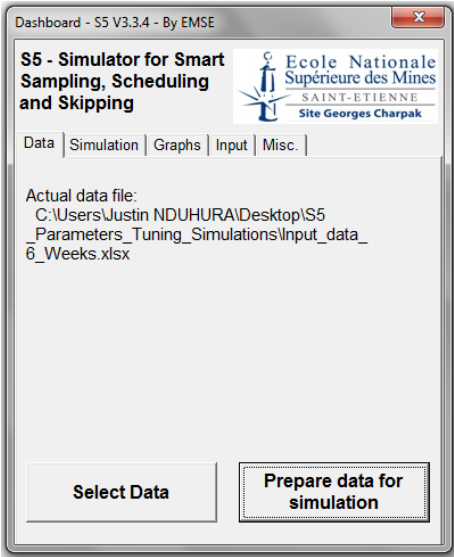 Dashboard - S5 V3.3.4 - By EMSE
x
S5 - Simulator for Smart
Sampling, Scheduling
and Skipping
Ecole Nationale
Supérieure des Mines
SAINT-ETIENNE
Site Georges Charpak
Data Simulation Graphs Input Misc.
Actual data file:
C:\Users\Justin NDUHURA\Desktop\S5
_Parameters_Tuning_Simulations\Input_data_
6_Weeks.xlsx
Select Data
Prepare data for
simulation